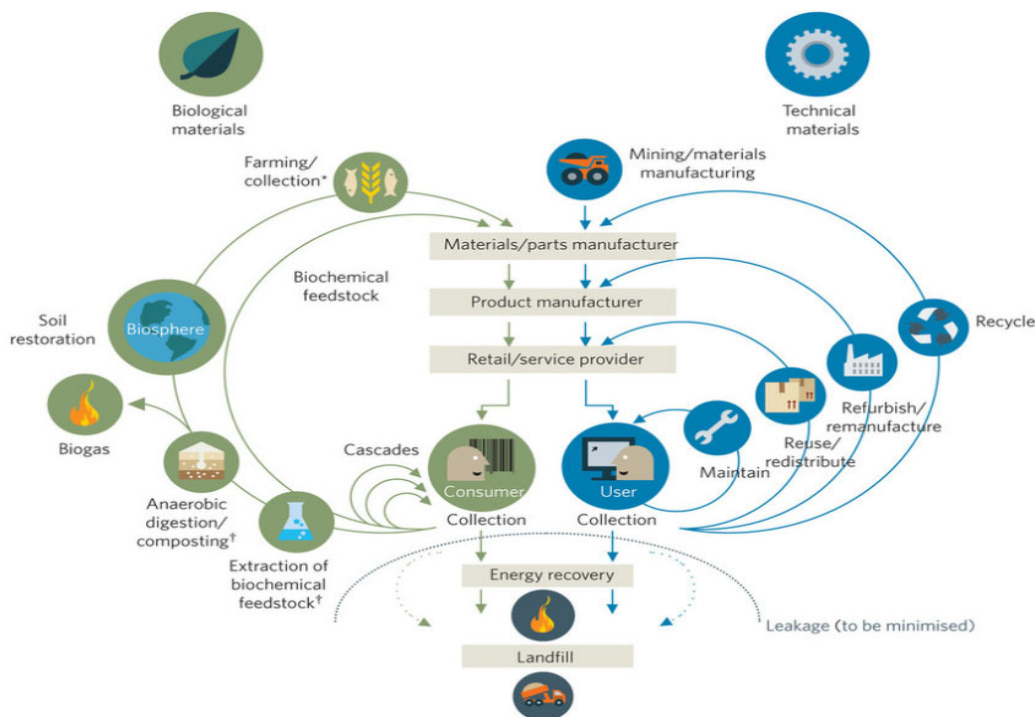 Biological
materials
Technical
materials
Farming/
collection*
Mining/materials
manufacturing
Materials/parts manufacturer
Biochemical
feedstock
Product manufacturer
Soil
restoration
Biosphere
Recycle
Retail/service provider
Refurbish/
remanufacture
Biogas
Cascades
Reuse/
redistribute
Maintain
Consumer
User
Anaerobic
digestion/
composting†
Collection
Collection
Extraction of
biochemical
feedstock†
Energy recovery
Leakage (to be minimised)
Landfill